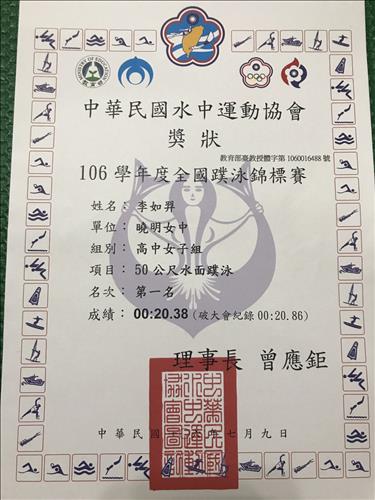 中華民國水中運動協會
獎狀
教育部臺教授體字第 1060016488 號
106 學年度全國蹼泳錦標賽
姓名：李如羿
單位：曉明女中
組別：高中女子組
項目：50 公尺水面蹼泳
名次：第一名
成績：00:20.38 (破大會紀錄 00:20.86)
理事長 曾應鉅
中華民國 年七月九日